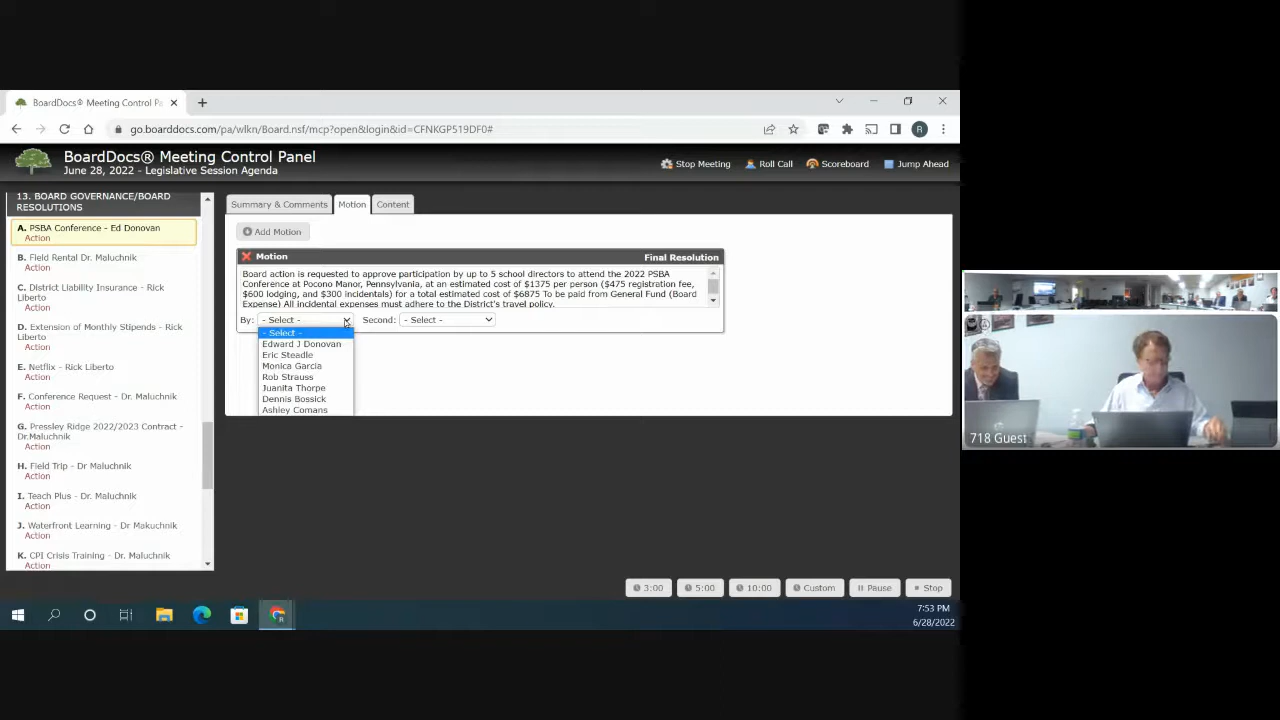 BoardDocs® Meeting Control Pa
go.boarddocs.com/pa/wlkn/Board.nsf/mcp?open&login&id=CFNKGP519DF0#
R
BoardDocs® Meeting Control Panel
June 28, 2022 - Legislative Session Agenda
Stop Meeting
Roll Call
Scoreboard
Jump Ahead
13. BOARD GOVERNANCE/BOARD
RESOLUTIONS
A. PSBA Conference - Ed Donovan
Action
B. Field Rental Dr. Maluchnik
Action
C. District Liability Insurance - Rick
Liberto
Action
D. Extension of Monthly Stipends - Rick
Liberto
Action
E. Netflix - Rick Liberto
Action
F. Conference Request - Dr. Maluchnik
Action
G. Pressley Ridge 2022/2023 Contract -
Dr.Maluchnik
Action
H. Field Trip - Dr Maluchnik
Action
I. Teach Plus - Dr. Maluchnik
Action
J. Waterfront Learning - Dr Makuchnik
Action
K. CPI Crisis Training - Dr. Maluchnik
Action
Summary & Comments
Motion
Content
Add Motion
Motion
Final Resolution
Board action is requested to approve participation by up to 5 school directors to attend the 2022 PSBA
Conference at Pocono Manor, Pennsylvania, at an estimated cost of $1375 per person ($475 registration fee,
$600 lodging, and $300 incidentals) for a total estimated cost of $6875 To be paid from General Fund (Board
Expense) All incidental expenses must adhere to the District's travel policy.
By: - Select -
Second: - Select -
- Select -
Edward J Donovan
Eric Steadle
Monica Garcia
Rob Strauss
Juanita Thorpe
Dennis Bossick
Ashley Comans
3:00
5:00
10:00
Custom
Pause
Stop
7:53 PM
6/28/2022
718 Guest